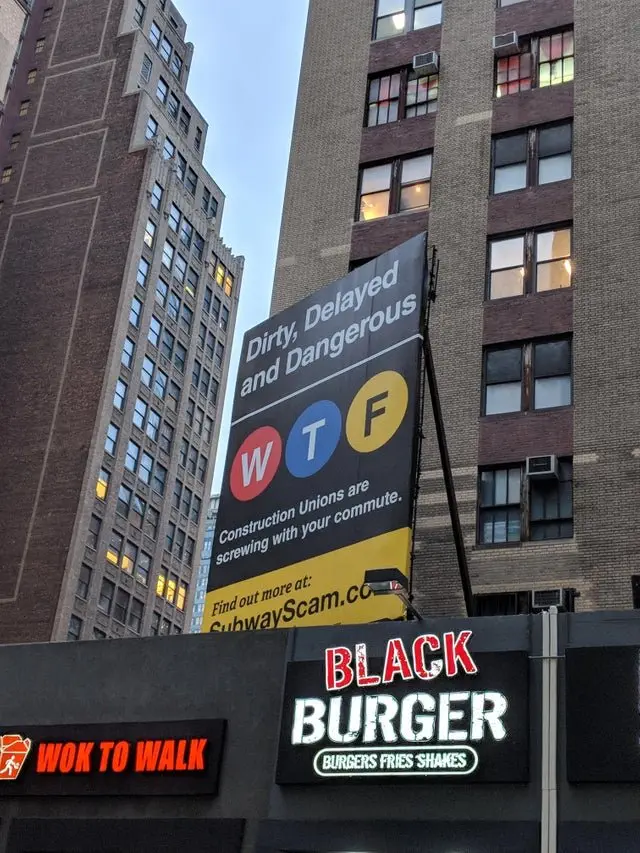 Dirty, Delayed
and Dangerous
W T F
Construction Unions are
screwing with your commute.
Find out more at:
SubwayScam.co
BLACK
BURGER
BURGERS FRIES SHAKES
WOK TO WALK